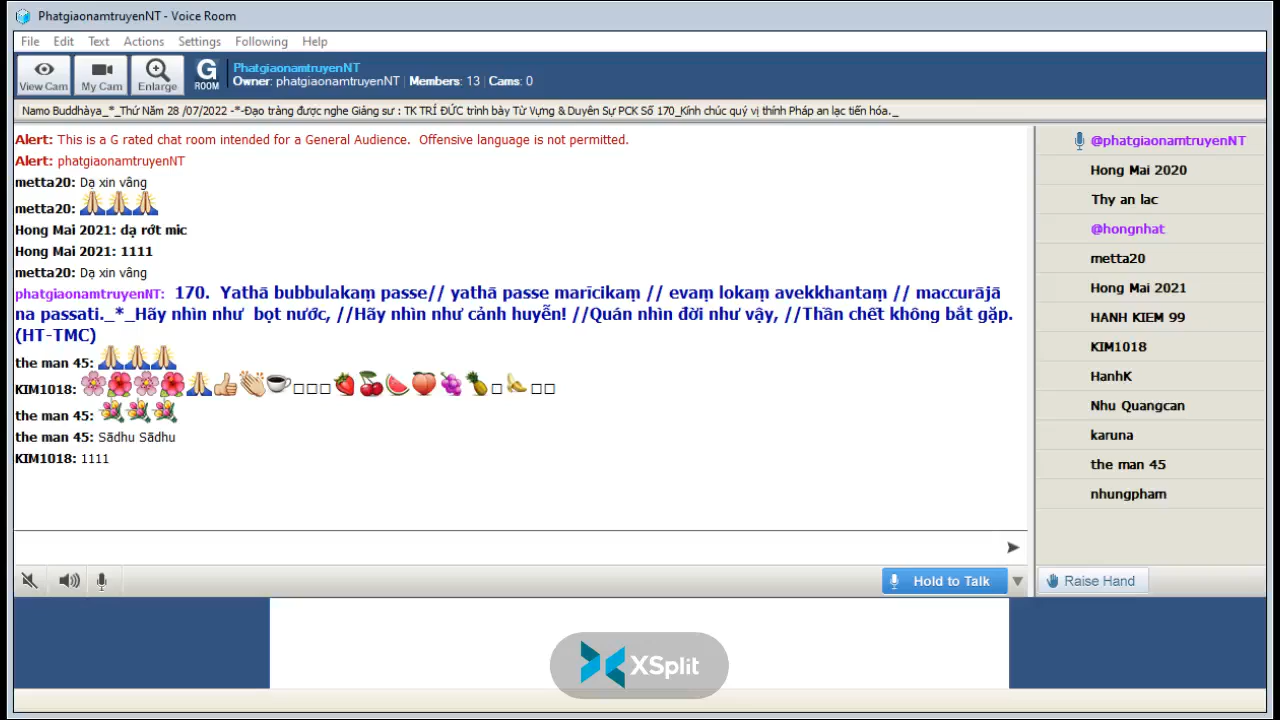 PhatgiaonamtruyenNT - Voice Room
File Edit Text Actions Settings Following Help
View Cam
My Cam
Enlarge
G ROOM
PhatgiaonamtruyenNT
Owner: phatgiaonamtruyenNT | Members: 13 | Cams: 0
Namo Buddhàya_*_Thứ Năm 28 /07/2022 -*-Đạo tràng được nghe Giảng sư : TK TRÍ ĐỨC trình bày Từ Vựng & Duyên Sự PCK Số 170_Kính chúc quý vị thính Pháp an lạc tiến hóa._
Alert: This is a G rated chat room intended for a General Audience. Offensive language is not permitted.
Alert: phatgiaonamtruyenNT
metta20: Dạ xin vâng
metta20: 🙏🙏🙏
Hong Mai 2021: dạ rớt mic
Hong Mai 2021: 1111
metta20: Dạ xin vâng
phatgiaonamtruyenNT: 170. Yathā bubbulakaṃ passe// yathā passe marīcikaṃ // evaṃ lokaṃ avekkhantaṃ // maccurājā
na passati._*_Hãy nhìn như bọt nước, //Hãy nhìn như cảnh huyễn! //Quán nhìn đời như vậy, //Thần chết không bắt gặp.
(HT-TMC)
the man 45: 🙏🙏🙏
KIM1018: 🌸🌺🌸🌺🙏👍👏☕□□□🍓🍒🍉🍑🍇🍍□🍌□□
the man 45: 💐💐💐
the man 45: Sādhu Sādhu
KIM1018: 1111
@phatgiaonamtruyenNT
Hong Mai 2020
Thy an lac
@hongnhat
metta20
Hong Mai 2021
HANH KIEM 99
KIM1018
HanhK
Nhu Quangcan
karuna
the man 45
nhungpham
Hold to Talk
Raise Hand
XSplit